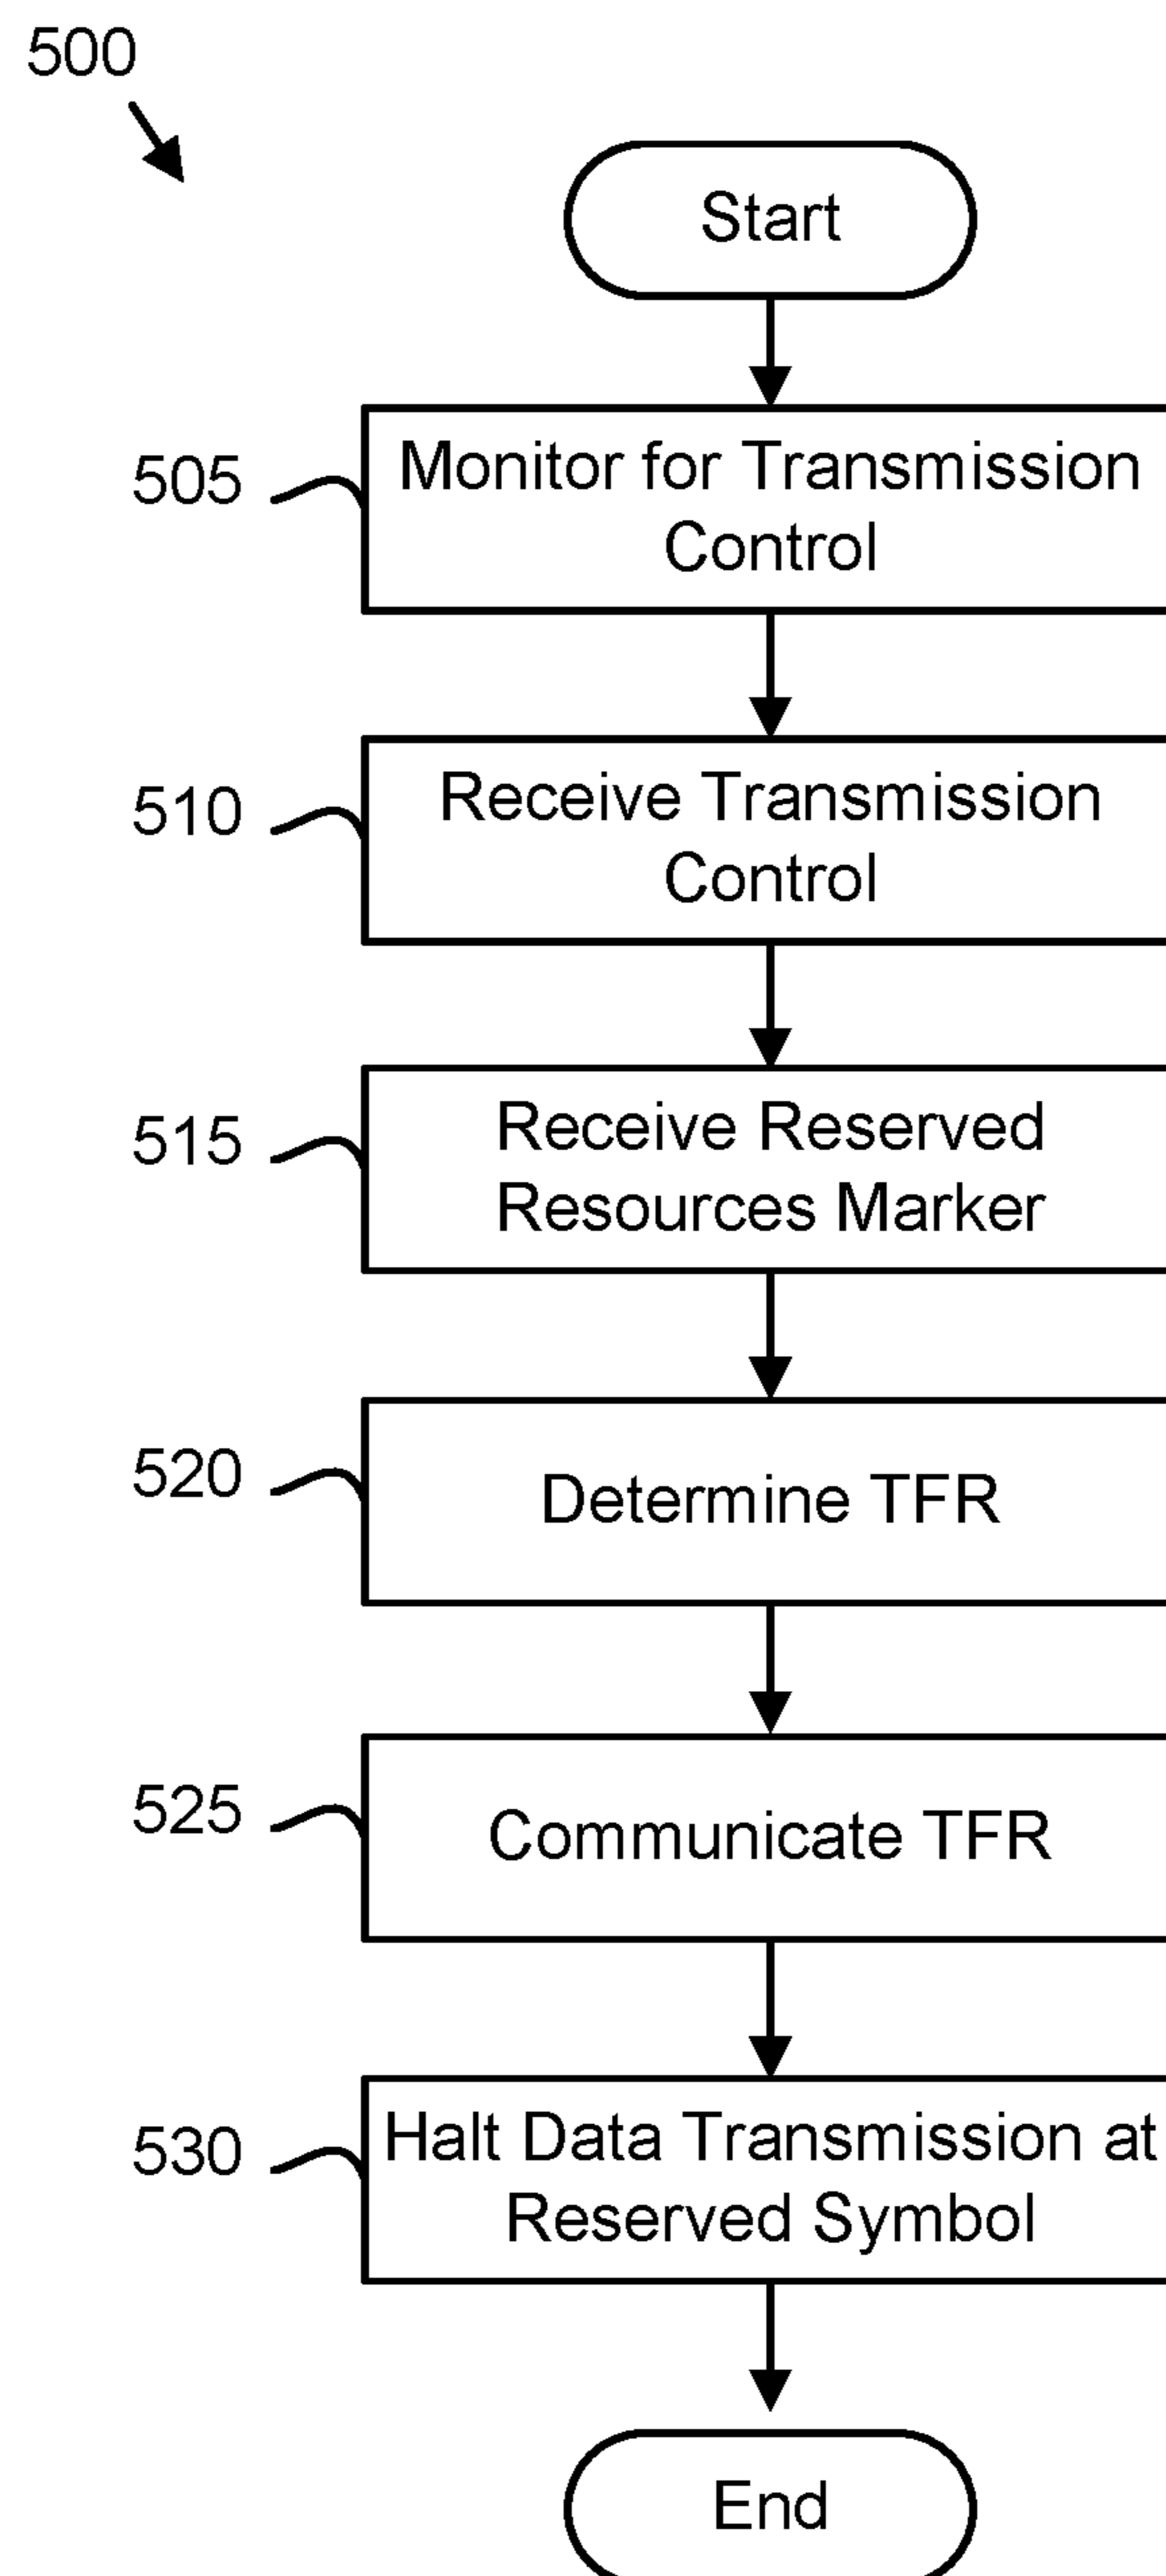 500
Start
505
Monitor for Transmission
Control
510
Receive Transmission
Control
515
Receive Reserved
Resources Marker
520
Determine TFR
525
Communicate TFR
530
Halt Data Transmission at
Reserved Symbol
End